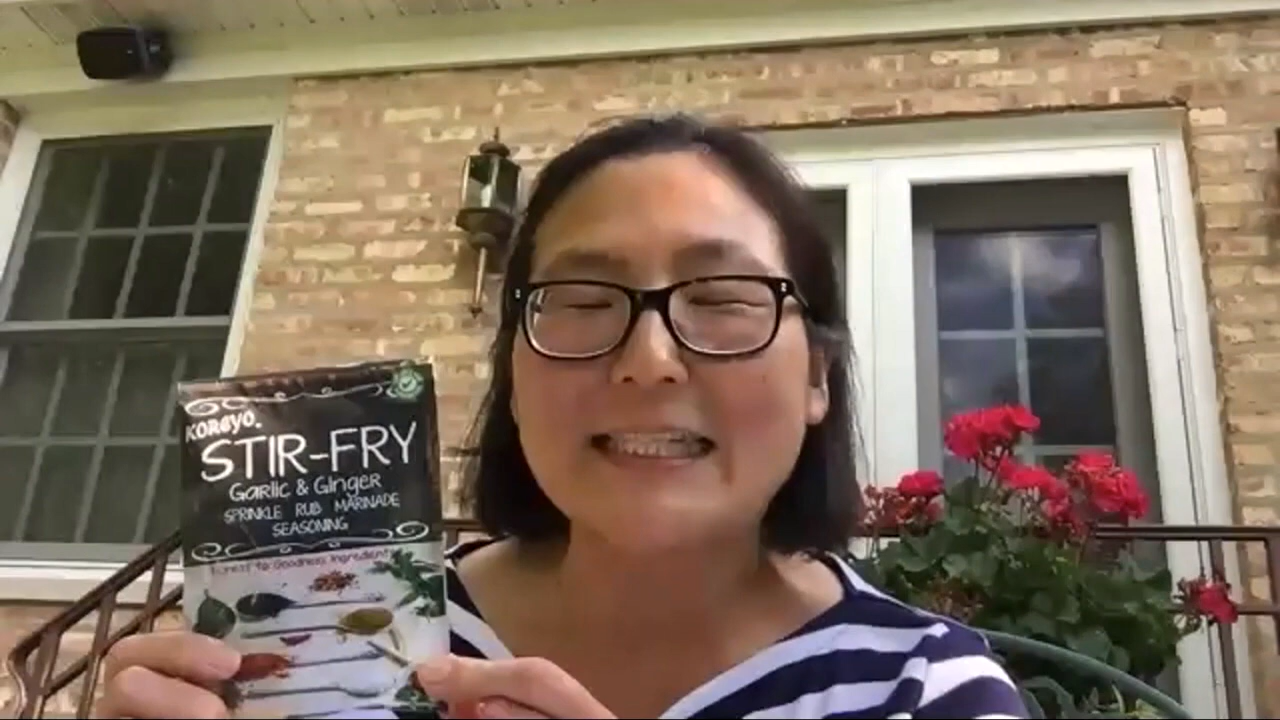 Koreyo.
STIR-FRY
Garlic & Ginger
SPRINKLE RUB MARINADE
SEASONING
Honest to Goodness Ingredients